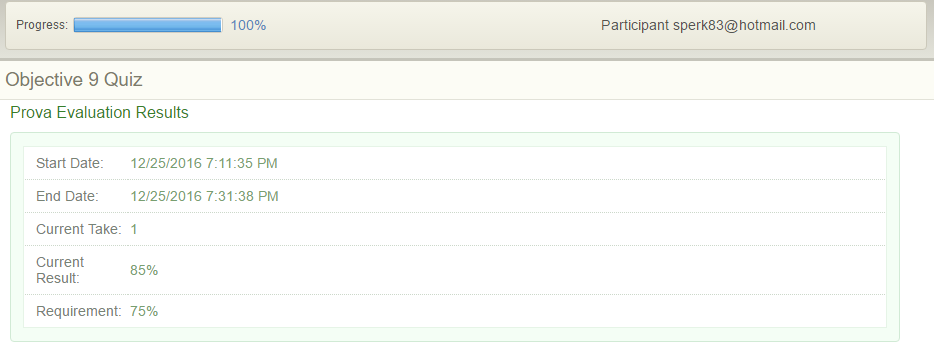 Progress: 100% Participant sperk83@hotmail.com
Objective 9 Quiz
Prova Evaluation Results
Start Date: 12/25/2016 7:11:35 PM
End Date: 12/25/2016 7:31:38 PM
Current Take: 1
Current
Result: 85%
Requirement: 75%